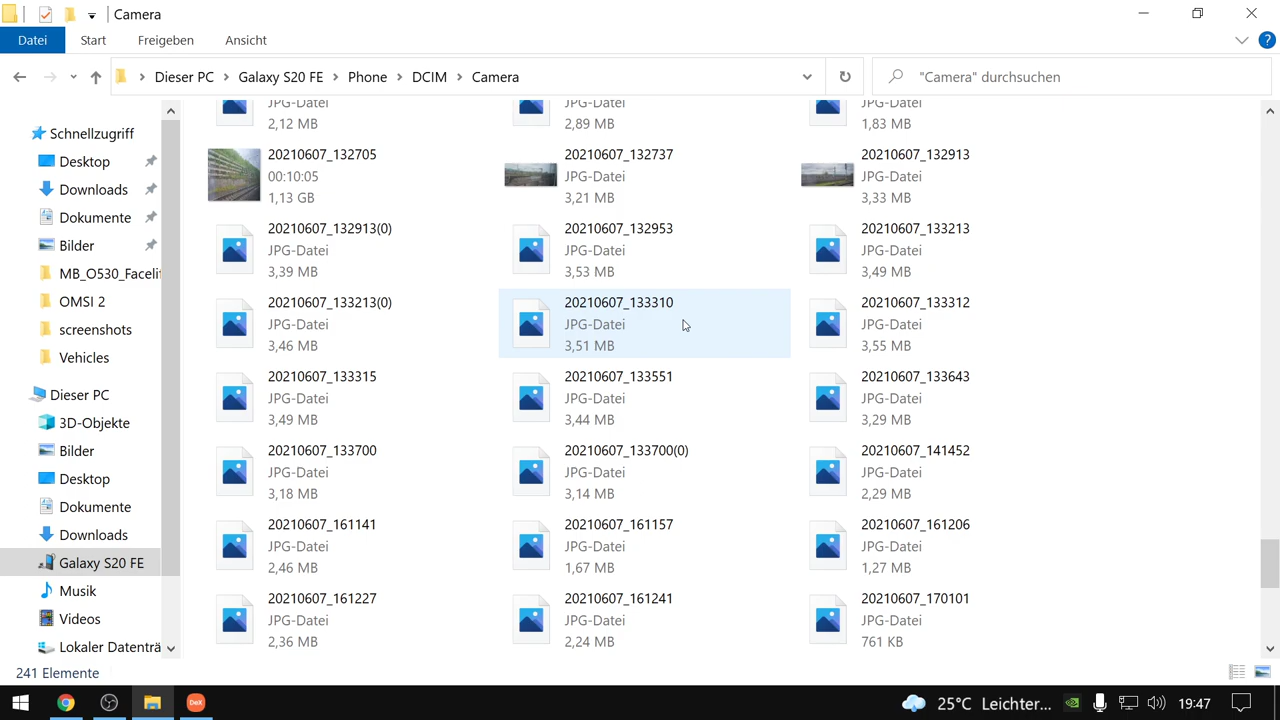 Camera
Datei Start Freigeben Ansicht ?
Dieser PC Galaxy S20 FE Phone DCIM Camera "Camera" durchsuchen
Schnellzugriff
Desktop
Downloads
Dokumente
Bilder
MB_O530_Facelif
OMSI 2
screenshots
Vehicles
Dieser PC
3D-Objekte
Bilder
Desktop
Dokumente
Downloads
Galaxy S20 FE
Musik
Videos
Lokaler Datenträ
JPG-Datei JPG-Datei JPG-Datei
2,12 MB 2,89 MB 1,83 MB
20210607_132705 20210607_132737 20210607_132913
00:10:05 JPG-Datei JPG-Datei
1,13 GB 3,21 MB 3,33 MB
20210607_132913(0) 20210607_132953 20210607_133213
JPG-Datei JPG-Datei JPG-Datei
3,39 MB 3,53 MB 3,49 MB
20210607_133213(0) 20210607_133310 20210607_133312
JPG-Datei JPG-Datei JPG-Datei
3,46 MB 3,51 MB 3,55 MB
20210607_133315 20210607_133551 20210607_133643
JPG-Datei JPG-Datei JPG-Datei
3,49 MB 3,44 MB 3,29 MB
20210607_133700 20210607_133700(0) 20210607_141452
JPG-Datei JPG-Datei JPG-Datei
3,18 MB 3,14 MB 2,29 MB
20210607_161141 20210607_161157 20210607_161206
JPG-Datei JPG-Datei JPG-Datei
2,46 MB 1,67 MB 1,27 MB
20210607_161227 20210607_161241 20210607_170101
JPG-Datei JPG-Datei JPG-Datei
2,36 MB 2,24 MB 761 KB
241 Elemente
DeX 25°C Leichter... 19:47